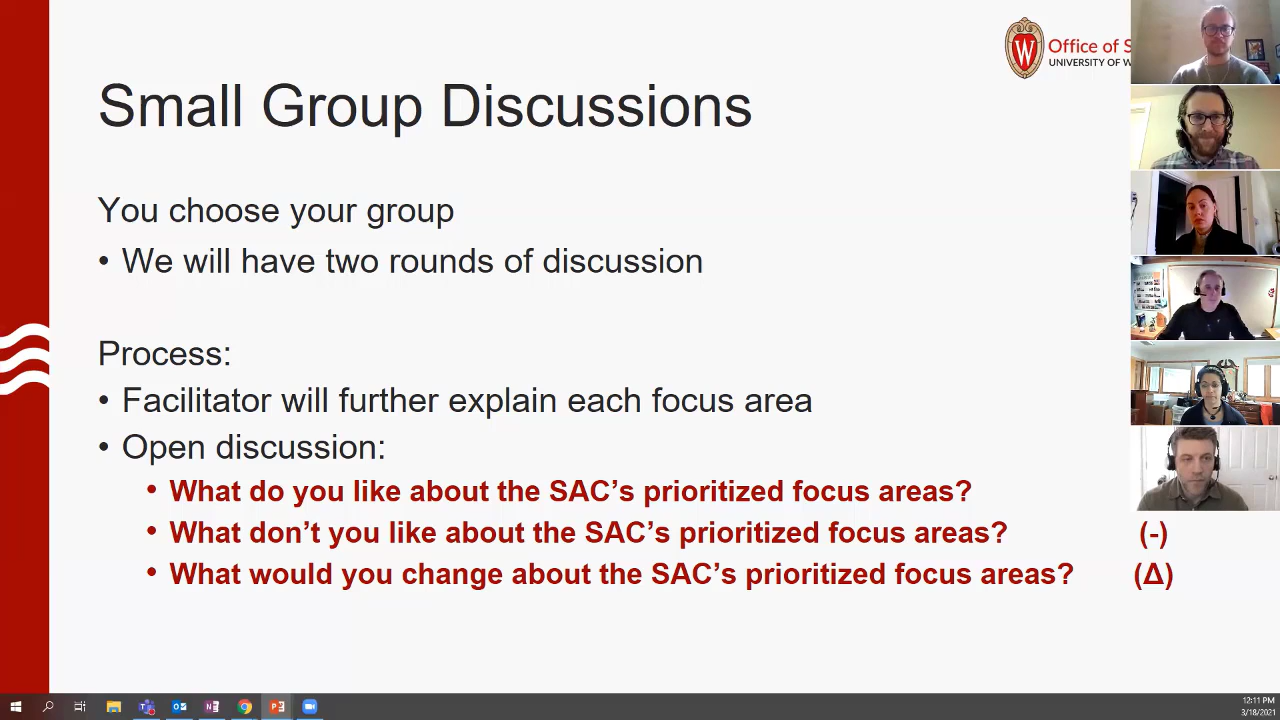 Office of S
UNIVERSITY OF W
W
Small Group Discussions
You choose your group
• We will have two rounds of discussion
Process:
• Facilitator will further explain each focus area
• Open discussion:
• What do you like about the SAC’s prioritized focus areas?
• What don’t you like about the SAC’s prioritized focus areas? (-)
• What would you change about the SAC’s prioritized focus areas? (Δ)
12:11 PM
3/18/2021